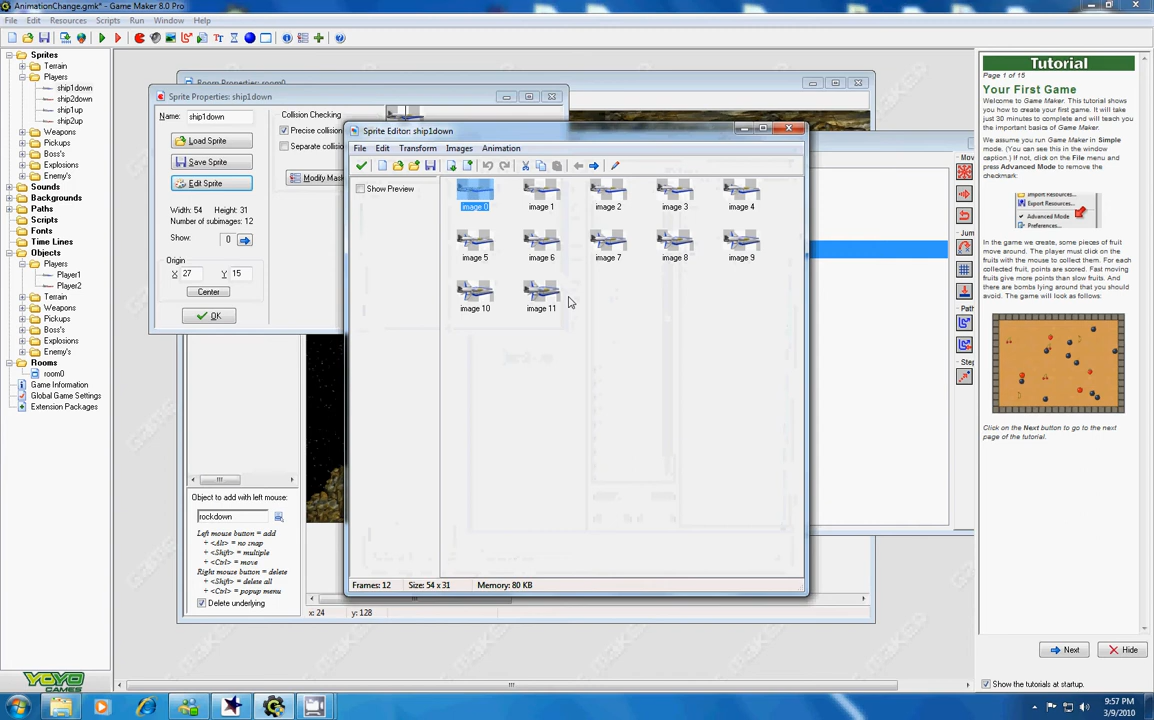 AnimationChange.gmk* - Game Maker 8.0 Pro
File Edit Resources Scripts Run Window Help
Sprites
Terrain
Players
ship1down
ship2down
ship1up
ship2up
Weapons
Pickups
Boss's
Explosions
Enemy's
Sounds
Backgrounds
Paths
Scripts
Fonts
Time Lines
Objects
Players
Player1
Player2
Terrain
Weapons
Pickups
Boss's
Explosions
Enemy's
Rooms
room0
Game Information
Global Game Settings
Extension Packages
YOYO
GAMES
Room Properties: room0
Sprite Properties: ship1down
Name: ship1down
Load Sprite
Save Sprite
Edit Sprite
Width: 54 Height: 31
Number of subimages: 12
Show: 0
Origin
X 27 Y 15
Center
OK
Collision Checking
Precise collision
Separate collisio
Modify Mask
Object to add with left mouse:
rockdown
Left mouse button = add
+ <Alt> = no snap
+ <Shift> = multiple
+ <Ctrl> = move
Right mouse button = delete
+ <Shift> = delete all
+ <Ctrl> = popup menu
Delete underlying
x: 24 y: 128
Sprite Editor: ship1down
File Edit Transform Images Animation
Show Preview
image 0 image 1 image 2 image 3 image 4
image 5 image 6 image 7 image 8 image 9
image 10 image 11
Frames: 12 Size: 54 x 31 Memory: 80 KB
Mov
Jum
Path
Step
Tutorial
Page 1 of 15
Your First Game
Welcome to Game Maker. This tutorial shows
you how to create your first game. It will take
just 30 minutes to complete and will teach you
the important basics of Game Maker.
We assume you run Game Maker in Simple
mode. (You can see this in the window
caption.) If not, click on the File menu and
press Advanced Mode to remove the
checkmark:
Import Resources...
Export Resources...
Advanced Mode
Preferences...
In the game we create, some pieces of fruit
move around. The player must click on the
fruits with the mouse to collect them. For each
collected fruit, points are scored. Fast moving
fruits give more points than slow fruits. And
there are bombs lying around that you should
avoid. The game will look as follows:
Click on the Next button to go to the next
page of the tutorial.
Next Hide
Show the tutorials at startup.
9:57 PM
3/9/2010